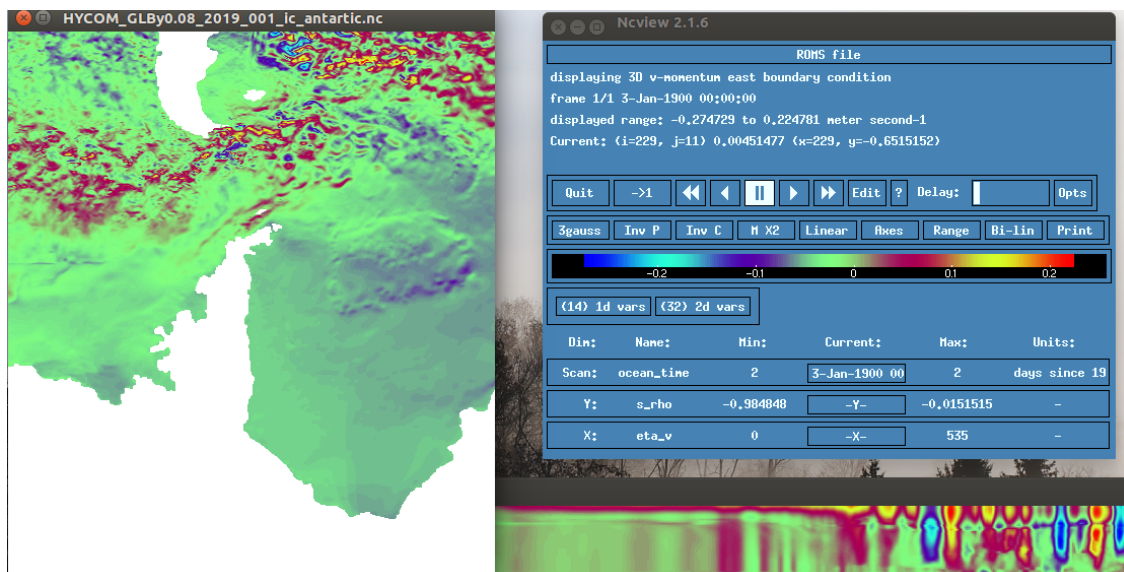 HYCOM_GLBy0.08_2019_001_ic_antartic.nc
Ncview 2.1.6
ROMS file
displaying 3D v-momentum east boundary condition
frame 1/1 3-Jan-1900 00:00:00
displayed range: -0.274729 to 0.224781 meter second-1
Current: (i=229, j=11) 0.00451477 (x=229, y=-0.6515152)
Quit ->1 Edit ? Delay: Opts
3gauss Inv P Inv C M X2 Linear Axes Range Bi-lin Print
-0.2 -0.1 0 0.1 0.2
(14) 1d vars (32) 2d vars
Dim: Name: Min: Current: Max: Units:
Scan: ocean_time 2 3-Jan-1900 00 2 days since 19
Y: s_rho -0.984848 -Y- -0.0151515 -
X: eta_v 0 -X- 535 -